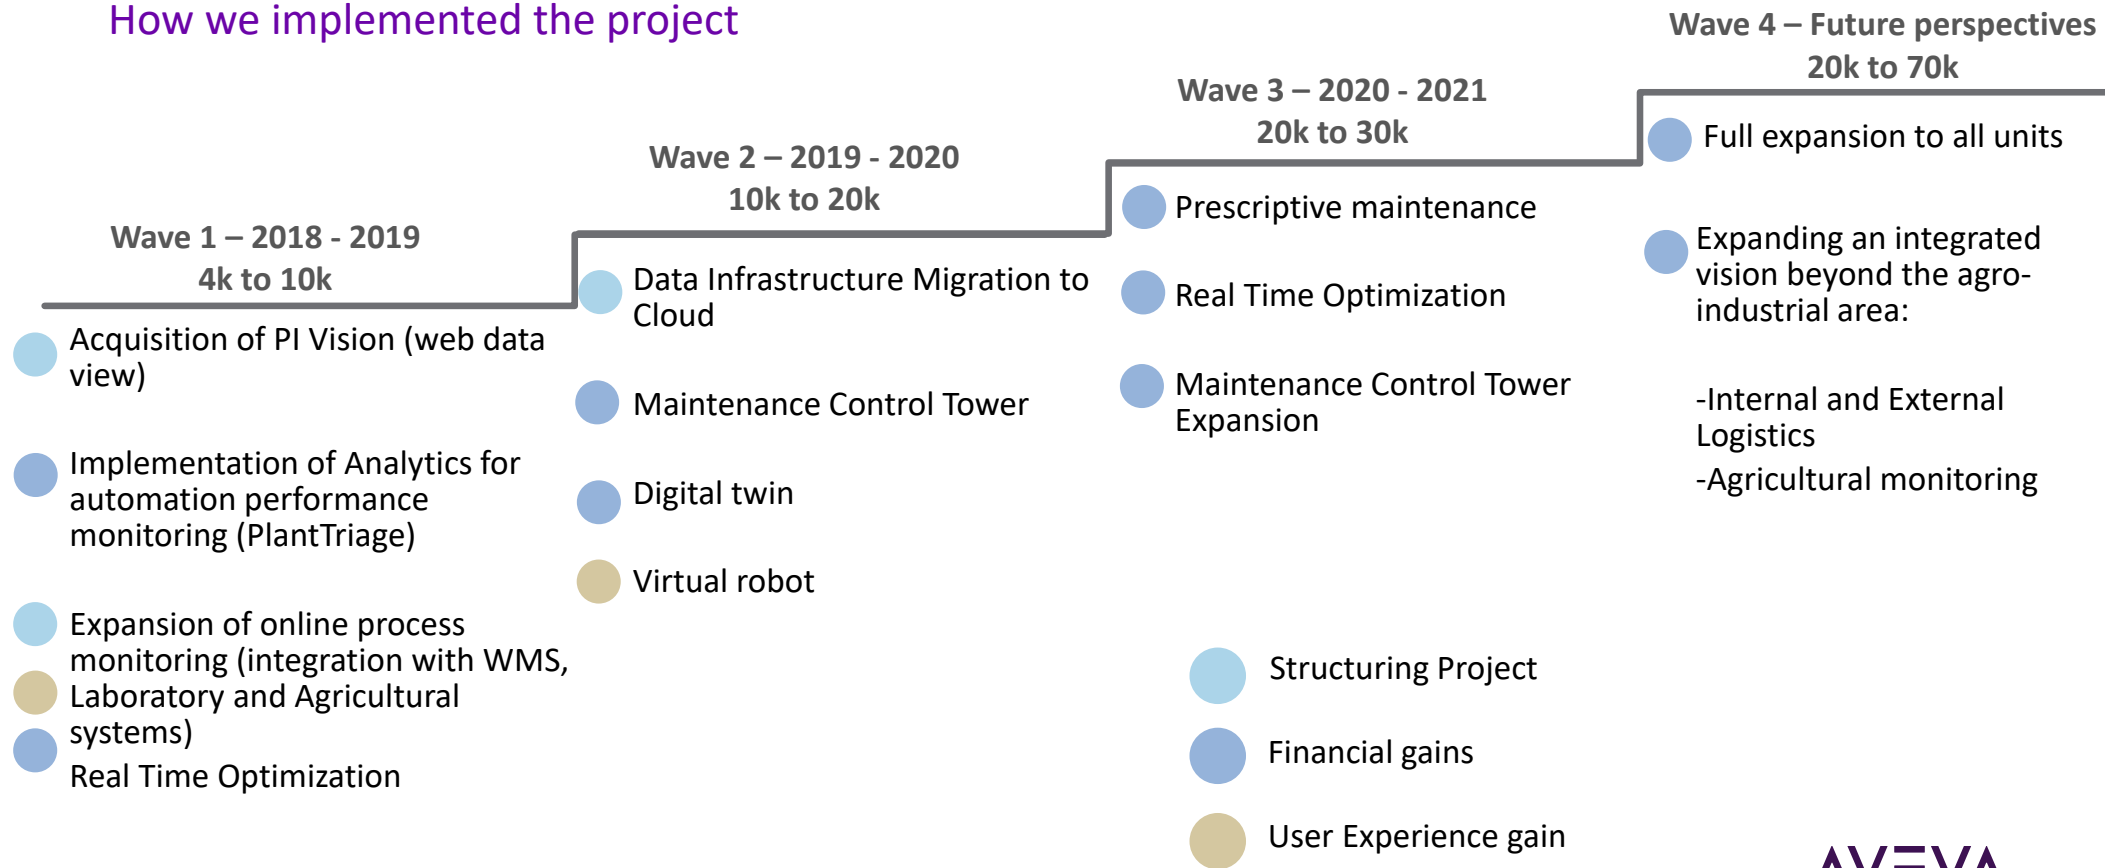 How we implemented the project
Wave 1 – 2018 - 2019
4k to 10k
Acquisition of PI Vision (web data
view)
Implementation of Analytics for
automation performance
monitoring (PlantTriage)
Expansion of online process
monitoring (integration with WMS,
Laboratory and Agricultural
systems)
Real Time Optimization
Wave 2 – 2019 - 2020
10k to 20k
Data Infrastructure Migration to
Cloud
Maintenance Control Tower
Digital twin
Virtual robot
Wave 3 – 2020 - 2021
20k to 30k
Prescriptive maintenance
Real Time Optimization
Maintenance Control Tower
Expansion
Wave 4 – Future perspectives
20k to 70k
Full expansion to all units
Expanding an integrated
vision beyond the agro-
industrial area:
-Internal and External
Logistics
-Agricultural monitoring
Structuring Project
Financial gains
User Experience gain
AVEVA